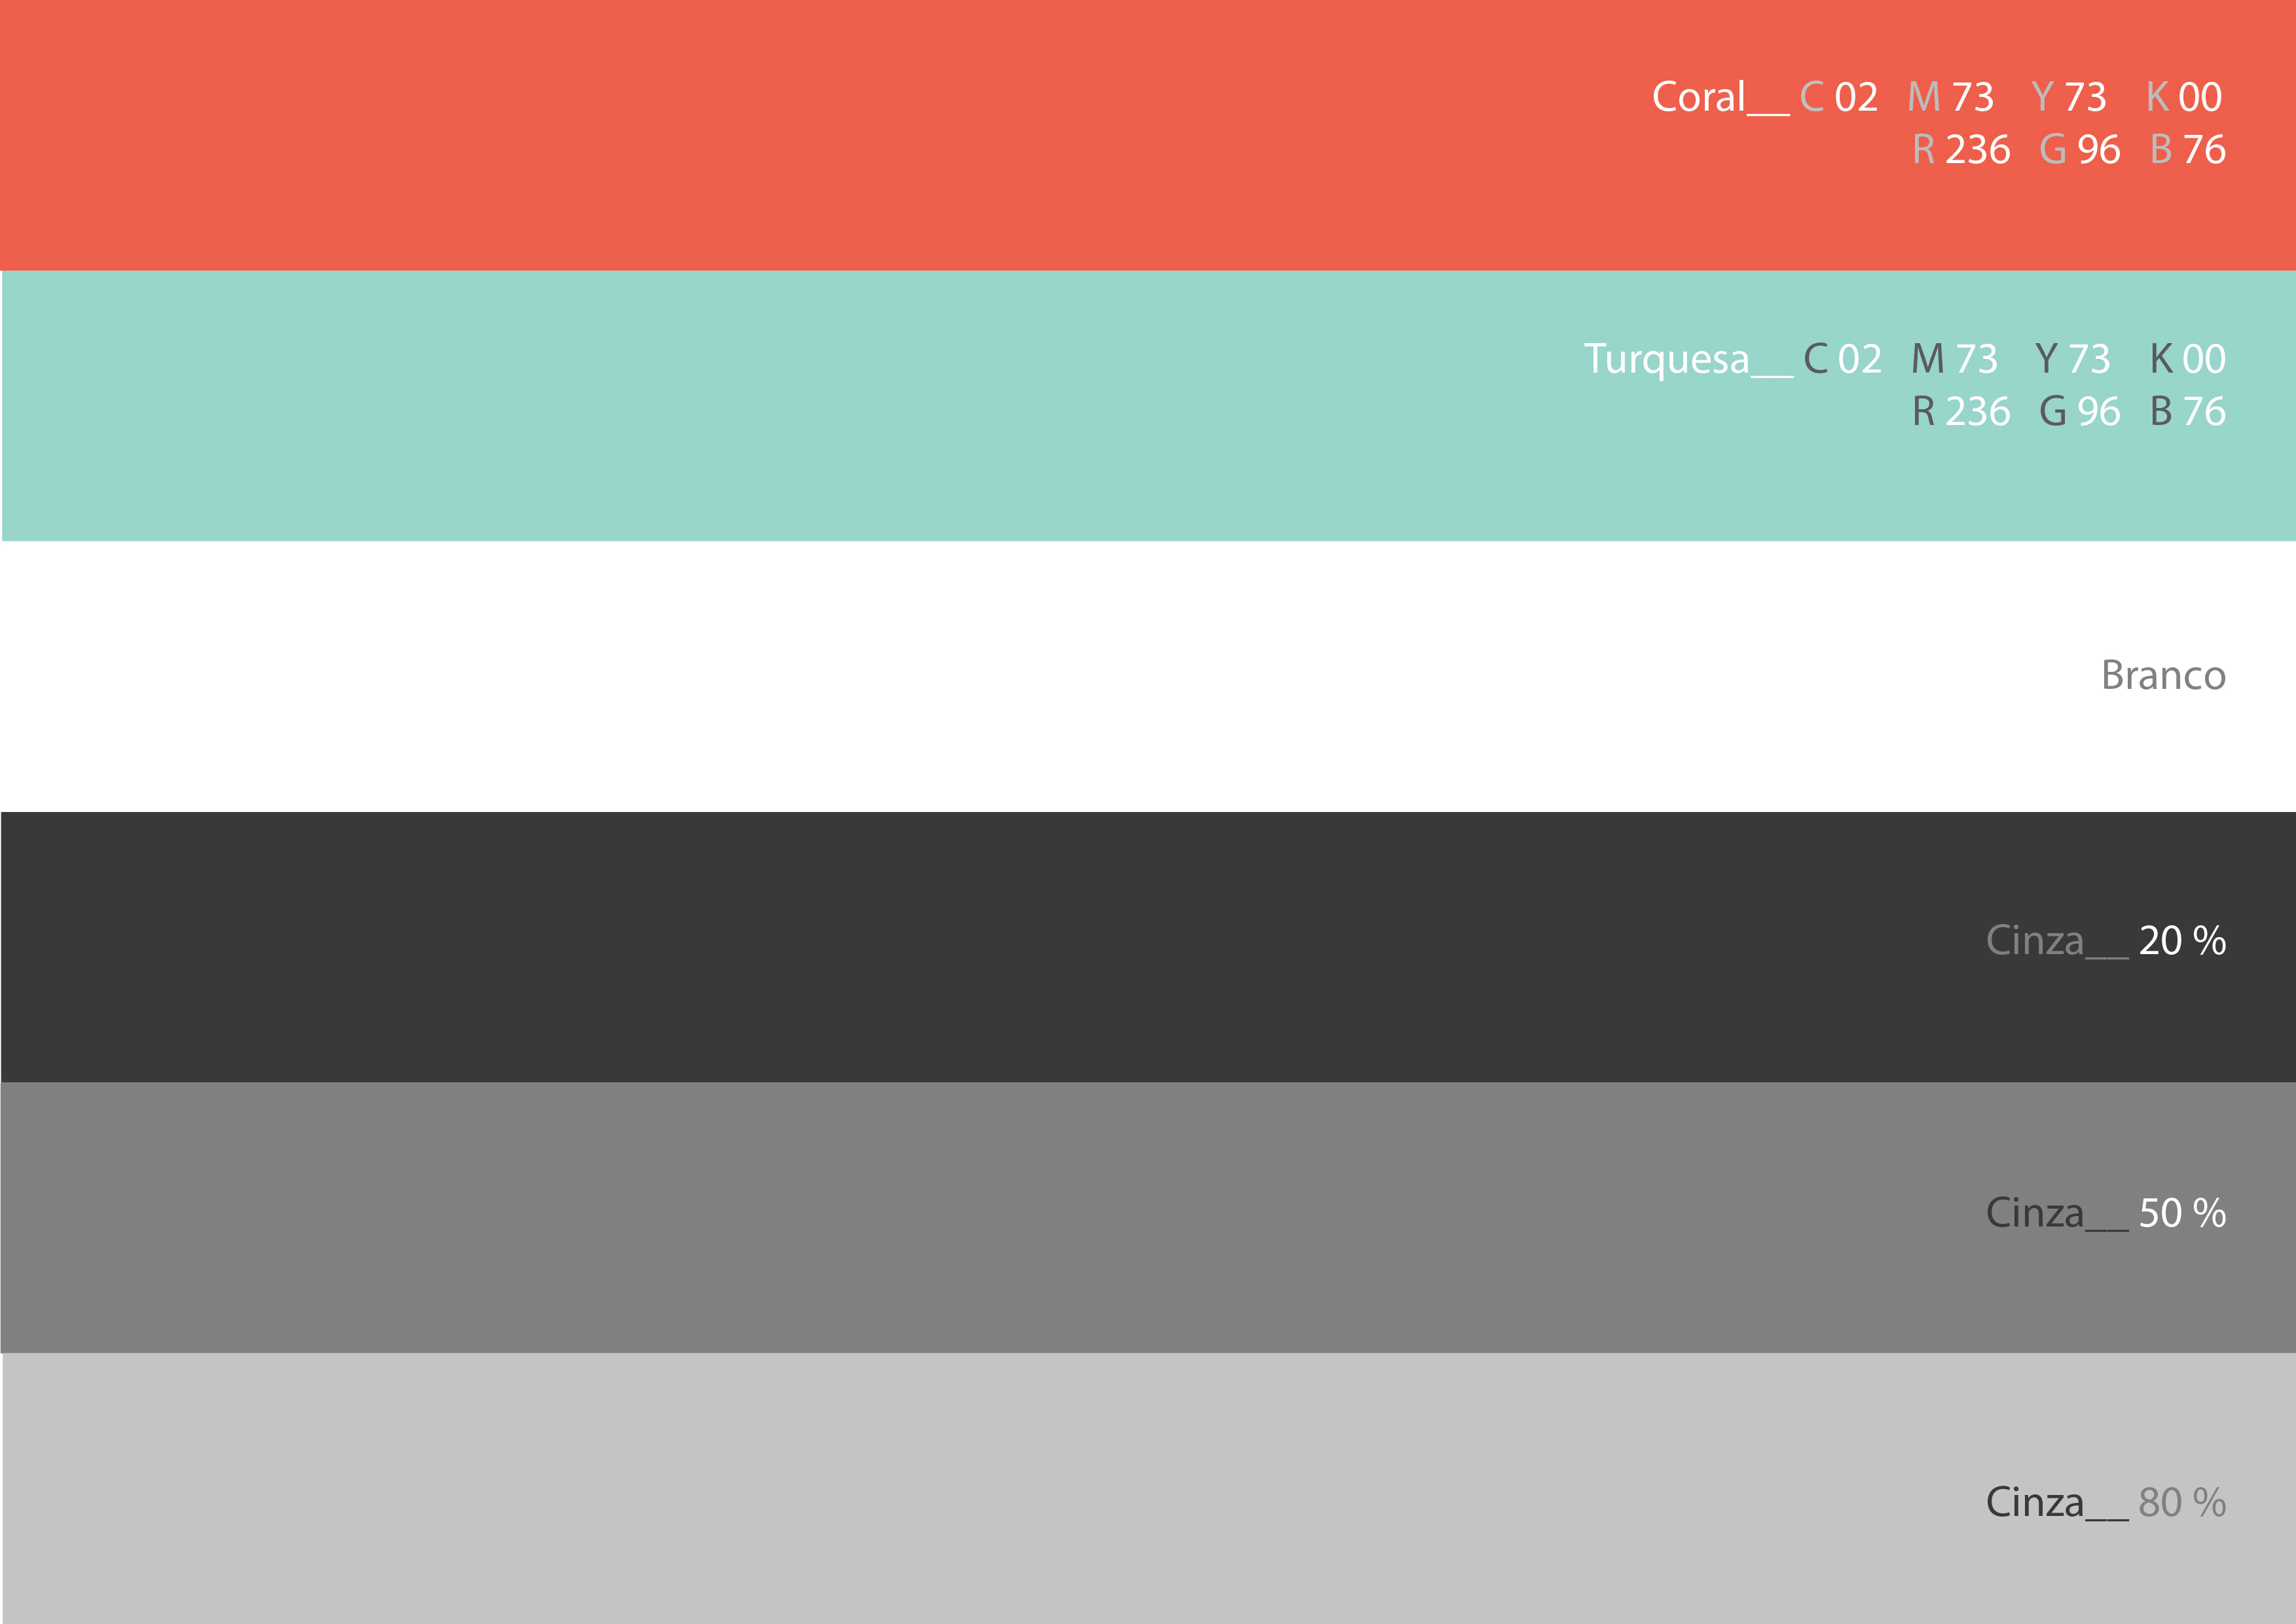 Coral__ C 02 M 73 Y 73 K 00
R 236 G 96 B 76
Turquesa__ C 02 M 73 Y 73 K 00
R 236 G 96 B 76
Branco
Cinza__ 20 %
Cinza__ 50 %
Cinza__ 80 %